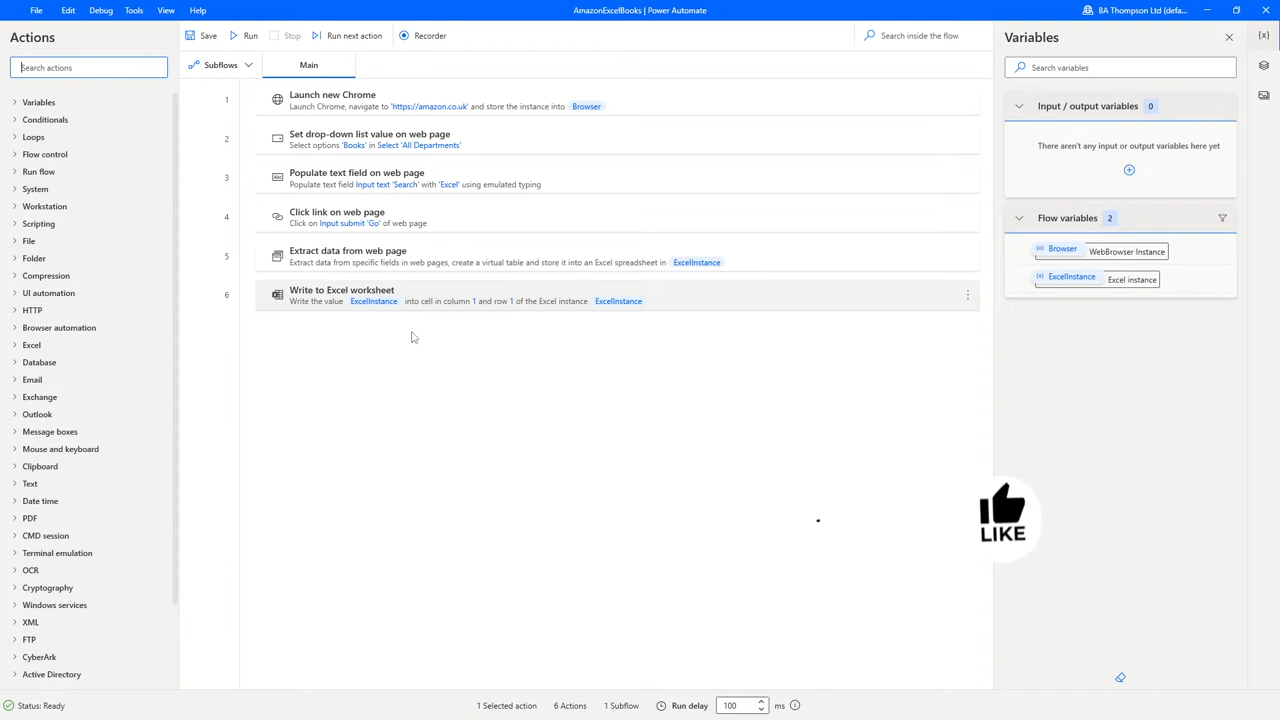 File Edit Debug Tools View Help
AmazonExcelBooks | Power Automate
BA Thompson Ltd (defa...
Actions
Search actions
Variables
Conditionals
Loops
Flow control
Run flow
System
Workstation
Scripting
File
Folder
Compression
UI automation
HTTP
Browser automation
Excel
Database
Email
Exchange
Outlook
Message boxes
Mouse and keyboard
Clipboard
Text
Date time
PDF
CMD session
Terminal emulation
OCR
Cryptography
Windows services
XML
FTP
CyberArk
Active Directory
Save Run Stop Run next action Recorder
Search inside the flow
Subflows Main
1 Launch new Chrome
Launch Chrome, navigate to 'https://amazon.co.uk' and store the instance into Browser
2 Set drop-down list value on web page
Select options 'Books' in Select 'All Departments'
3 Populate text field on web page
Populate text field Input text 'Search' with 'Excel' using emulated typing
4 Click link on web page
Click on Input submit 'Go' of web page
5 Extract data from web page
Extract data from specific fields in web pages, create a virtual table and store it into an Excel spreadsheet in ExcelInstance
6 Write to Excel worksheet
Write the value ExcelInstance into cell in column 1 and row 1 of the Excel instance ExcelInstance
Variables
{x}
Search variables
Input / output variables 0
There aren't any input or output variables here yet
Flow variables 2
{x} Browser WebBrowser Instance
{x} ExcelInstance Excel instance
LIKE
Status: Ready
1 Selected action 6 Actions 1 Subflow Run delay 100 ms